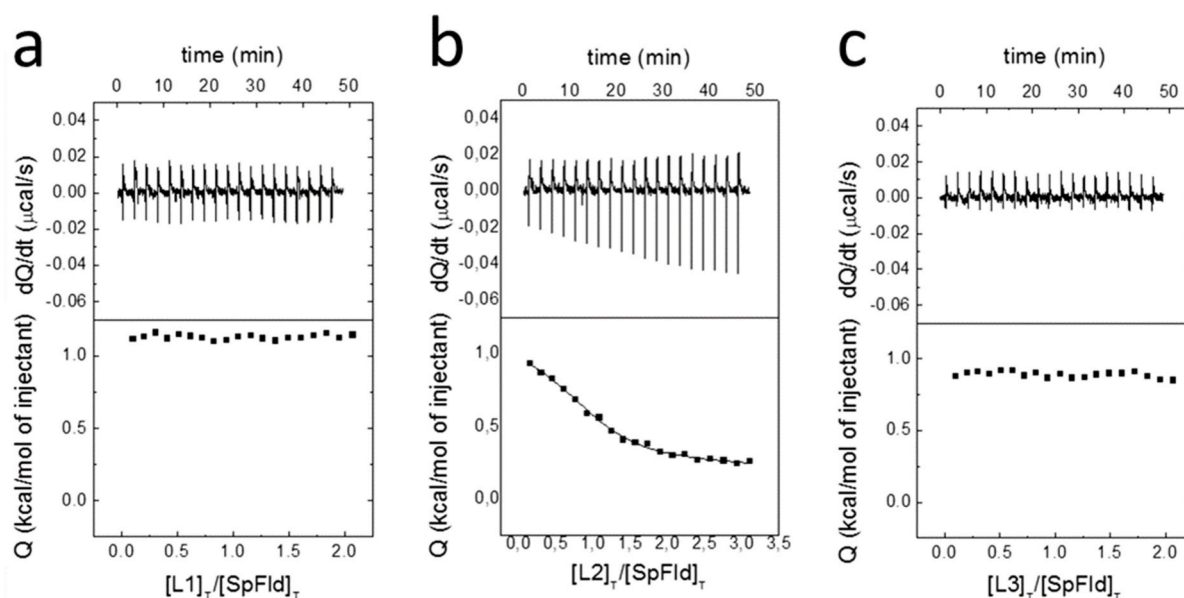 a
time (min)
0 10 20 30 40 50
dQ/dt (μcal/s)
0.04
0.02
0.00
-0.02
-0.04
-0.06
Q (kcal/mol of injectant)
1.0
0.5
0.0
0.0 0.5 1.0 1.5 2.0
[L1]T/[SpFld]T
b
time (min)
0 10 20 30 40 50
dQ/dt (μcal/s)
0,04
0,02
0,00
-0,02
-0,04
-0,06
Q (kcal/mol of injectant)
1,0
0,5
0,0
0,0 0,5 1,0 1,5 2,0 2,5 3,0 3,5
[L2]T/[SpFld]T
c
time (min)
0 10 20 30 40 50
dQ/dt (μcal/s)
0.04
0.02
0.00
-0.02
-0.04
-0.06
Q (kcal/mol of injectant)
1.0
0.5
0.0
0.0 0.5 1.0 1.5 2.0
[L3]T/[SpFld]T